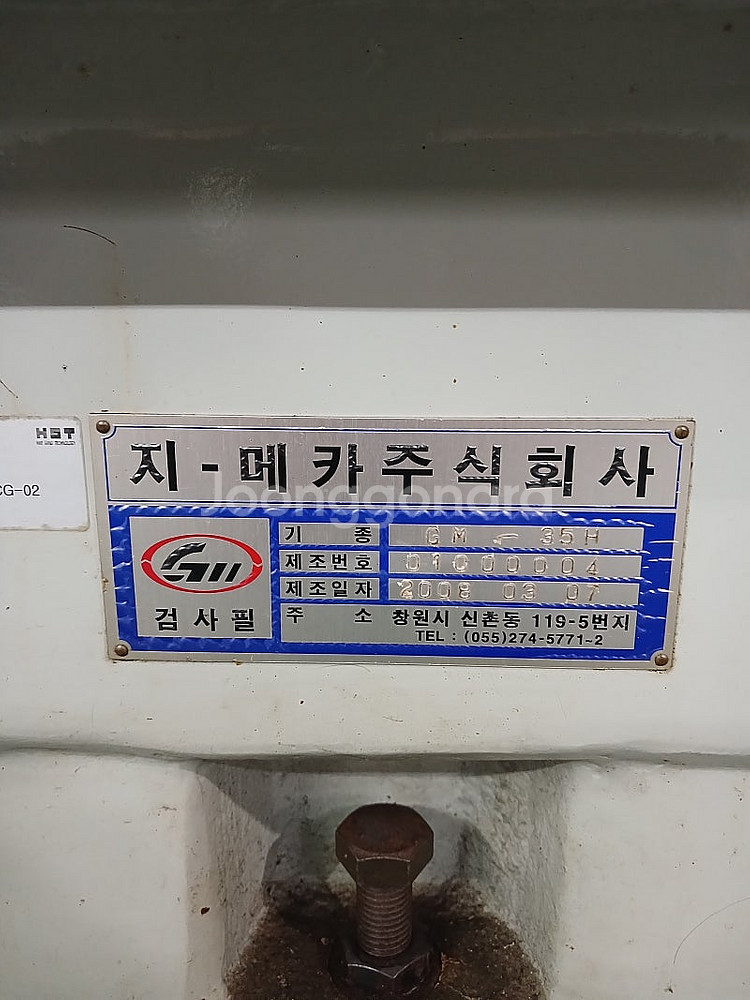 HGT
CG-02
지-메카주식회사
Joonggonara
기 종 GM - 35H
제조번호 01000004
제조일자 2008 03 07
검사필
주 소 창원시 신촌동 119-5번지
TEL : (055)274-5771~2